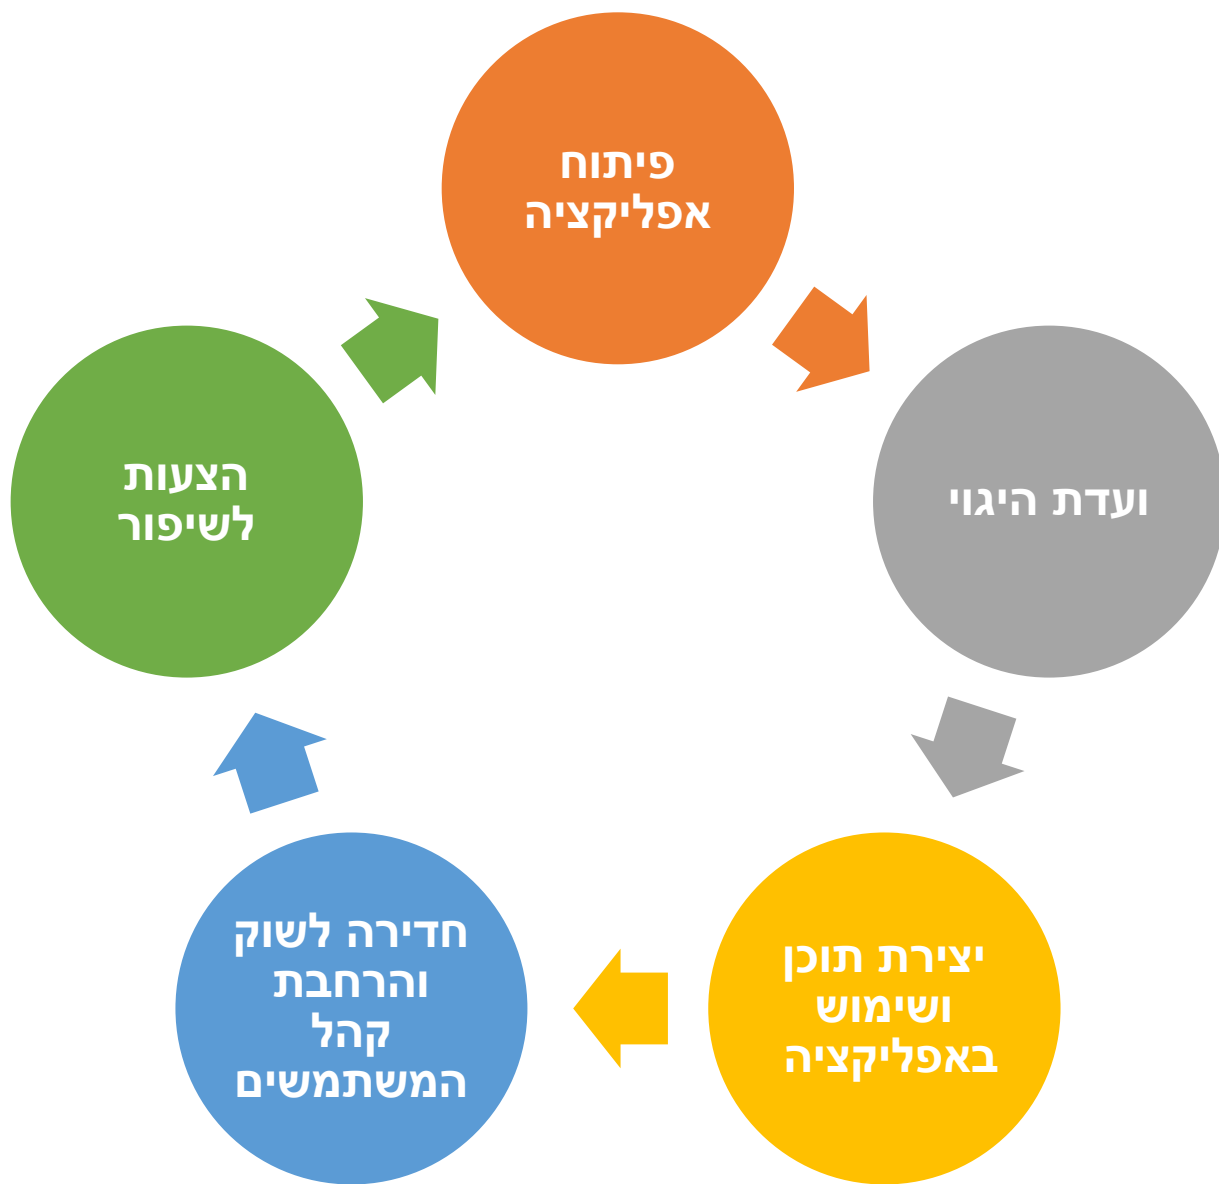 פיתוח
אפליקציה
ועדת היגוי
יצירת תוכן
ושימוש
באפליקציה
חדירה לשוק
והרחבת
קהל
המשתמשים
הצעות
לשיפור